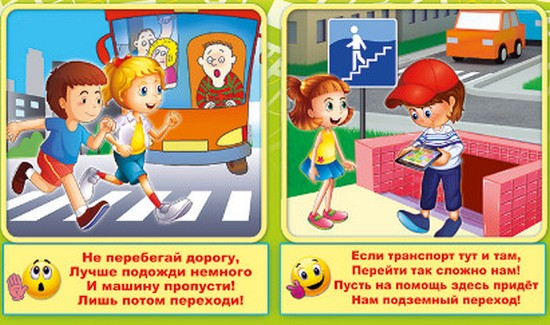 Не перебегай дорогу,
Лучше подожди немного
И машину пропусти!
Лишь потом переходи!
Если транспорт тут и там,
Перейти так сложно нам!
Пусть на помощь здесь придёт
Нам подземный переход!